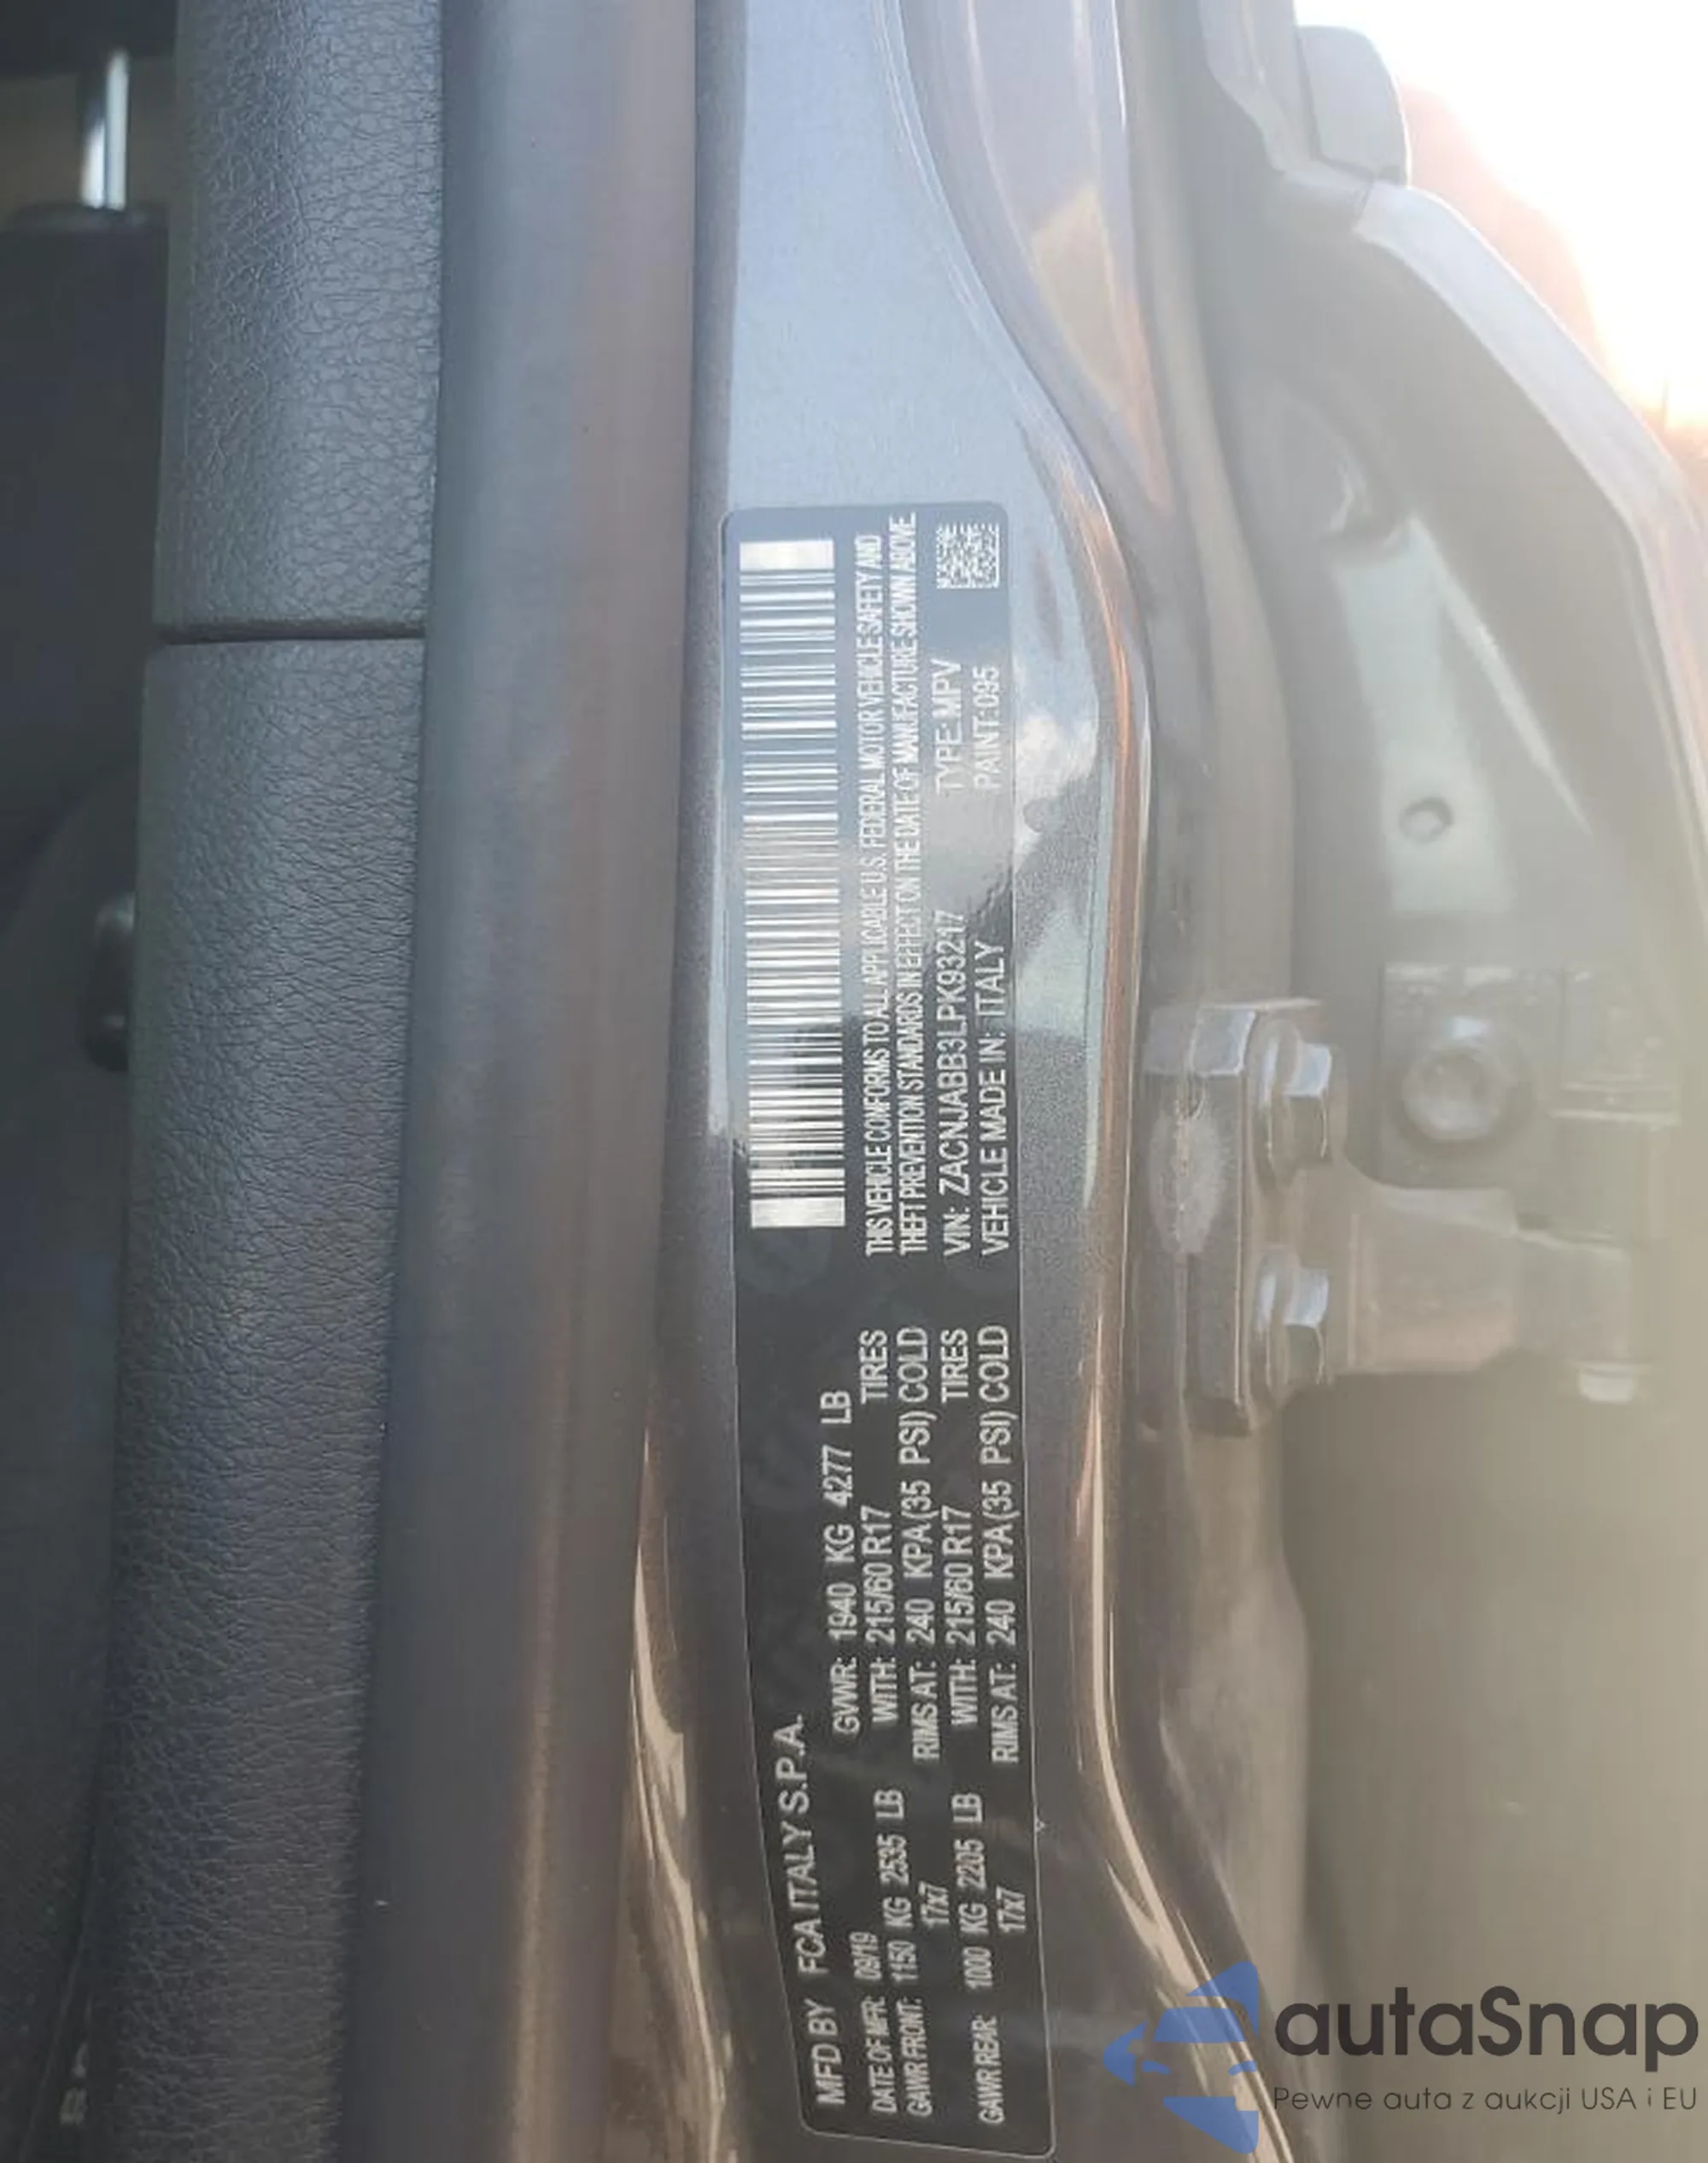 MFD BY FCA ITALY S.P.A.
DATE OF MFR: 09/19 GVWR: 1940 KG 4277 LB
GAWR FRONT: 1150 KG 2535 LB WITH: 215/60 R17 TIRES
17x7 RIMS AT: 240 KPA(35 PSI) COLD
GAWR REAR: 1000 KG 2205 LB WITH: 215/60 R17 TIRES
17x7 RIMS AT: 240 KPA(35 PSI) COLD
THIS VEHICLE CONFORMS TO ALL APPLICABLE U.S. FEDERAL MOTOR VEHICLE SAFETY AND
THEFT PREVENTION STANDARDS IN EFFECT ON THE DATE OF MANUFACTURE SHOWN ABOVE.
VIN: ZACNJABB3LPK93217 TYPE: MPV
VEHICLE MADE IN: ITALY PAINT: 095
autaSnap
Pewne auta z aukcji USA i EU